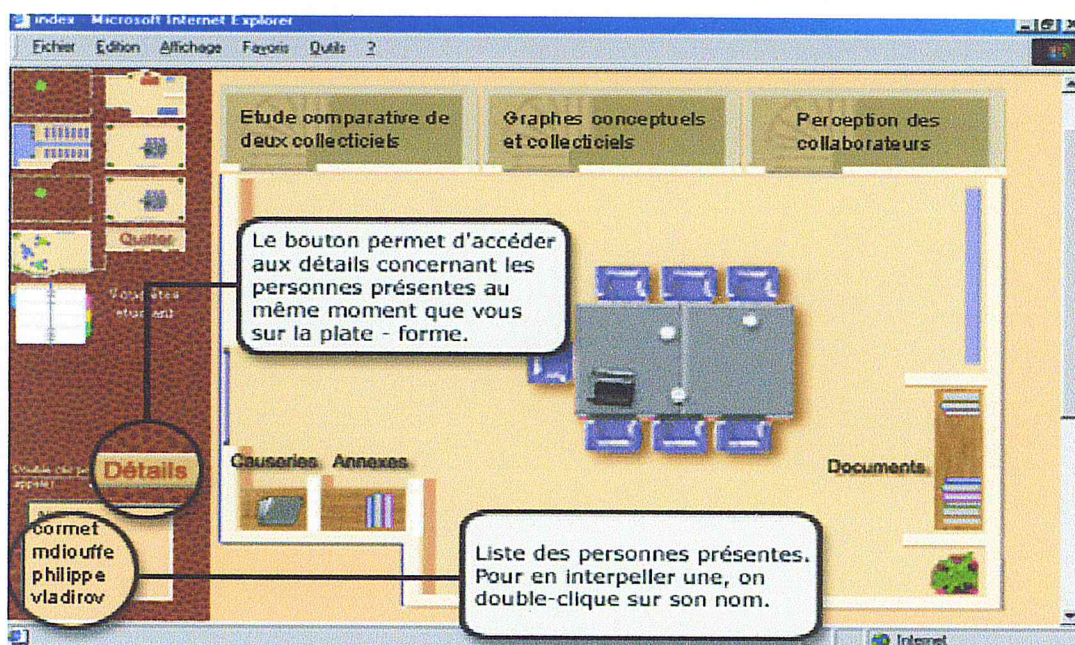 index - Microsoft Internet Explorer
Fichier Edition Affichage Favoris Outils ?
Etude comparative de
deux collecticiels
Graphes conceptuels
et collecticiels
Perception des
collaborateurs
Quitter
Vous êtes
etudiant
Le bouton permet d'accéder
aux détails concernant les
personnes présentes au
même moment que vous
sur la plate - forme.
Détails
Causeries Annexes
Documents
cormet
mdiouffe
philippe
vladirov
Liste des personnes présentes.
Pour en interpeller une, on
double-clique sur son nom.
Internet